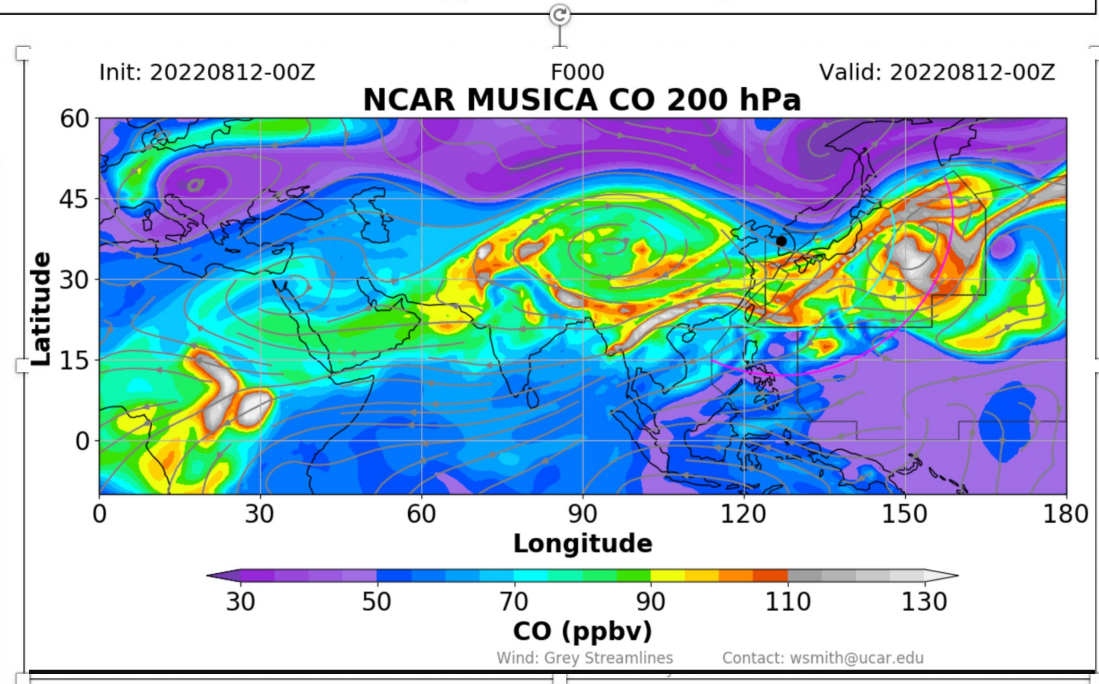 Init: 20220812-00Z F000 Valid: 20220812-00Z
NCAR MUSICA CO 200 hPa
60
45
30
15
0
Latitude
0 30 60 90 120 150 180
Longitude
30 50 70 90 110 130
CO (ppbv)
Wind: Grey Streamlines Contact: wsmith@ucar.edu